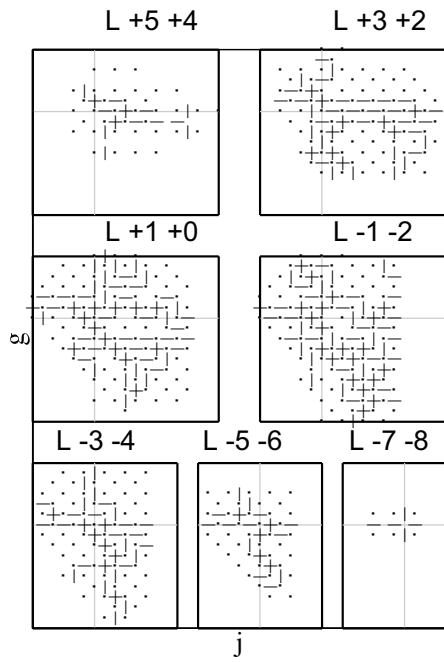 L +5 +4
L +3 +2
L +1 +0
L -1 -2
g
L -3 -4
L -5 -6
L -7 -8
j